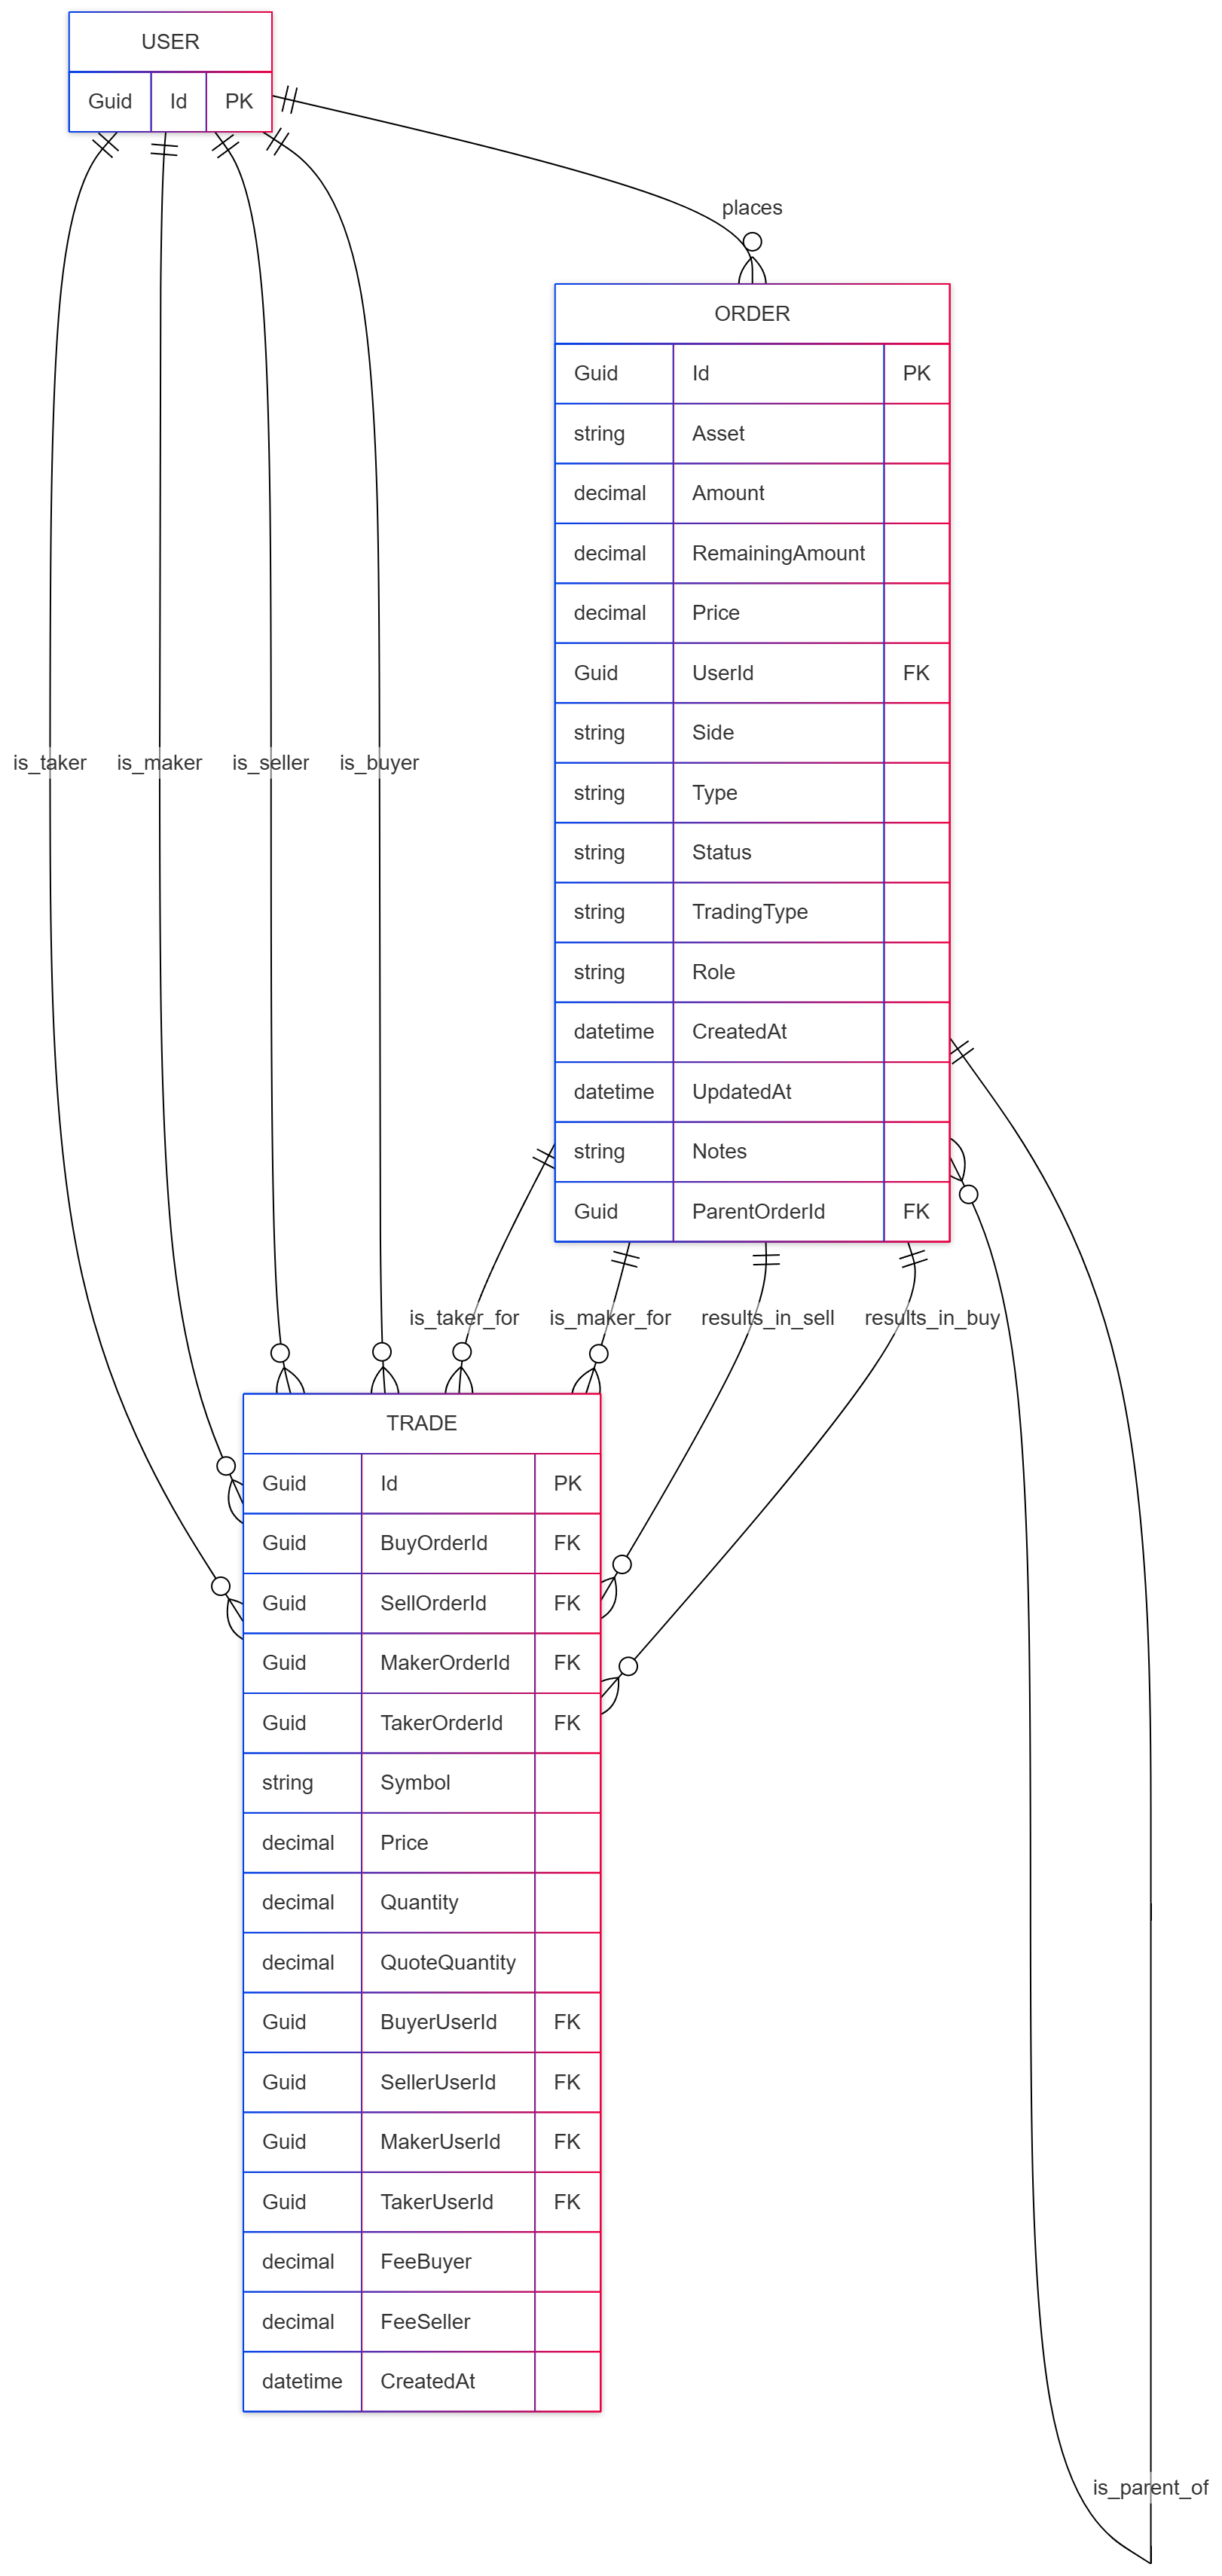 USER
Guid Id PK
places
ORDER
Guid Id PK
string Asset
decimal Amount
decimal RemainingAmount
decimal Price
Guid UserId FK
string Side
is_taker is_maker is_seller is_buyer
string Type
string Status
string TradingType
string Role
datetime CreatedAt
datetime UpdatedAt
string Notes
Guid ParentOrderId FK
is_taker_for is_maker_for results_in_sell results_in_buy
TRADE
Guid Id PK
Guid BuyOrderId FK
Guid SellOrderId FK
Guid MakerOrderId FK
Guid TakerOrderId FK
string Symbol
decimal Price
decimal Quantity
decimal QuoteQuantity
Guid BuyerUserId FK
Guid SellerUserId FK
Guid MakerUserId FK
Guid TakerUserId FK
decimal FeeBuyer
decimal FeeSeller
datetime CreatedAt
is_parent_of